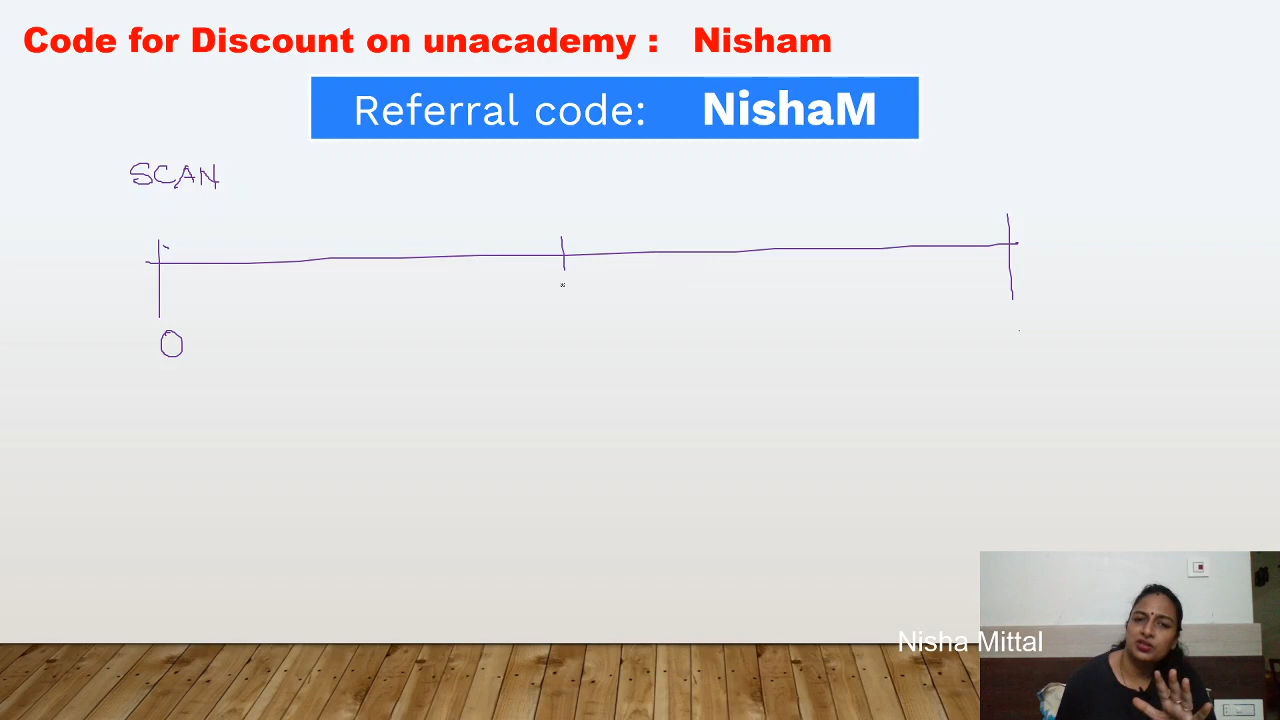 Code for Discount on unacademy : Nisham
Referral code: NishaM
SCAN
0
Nisha Mittal